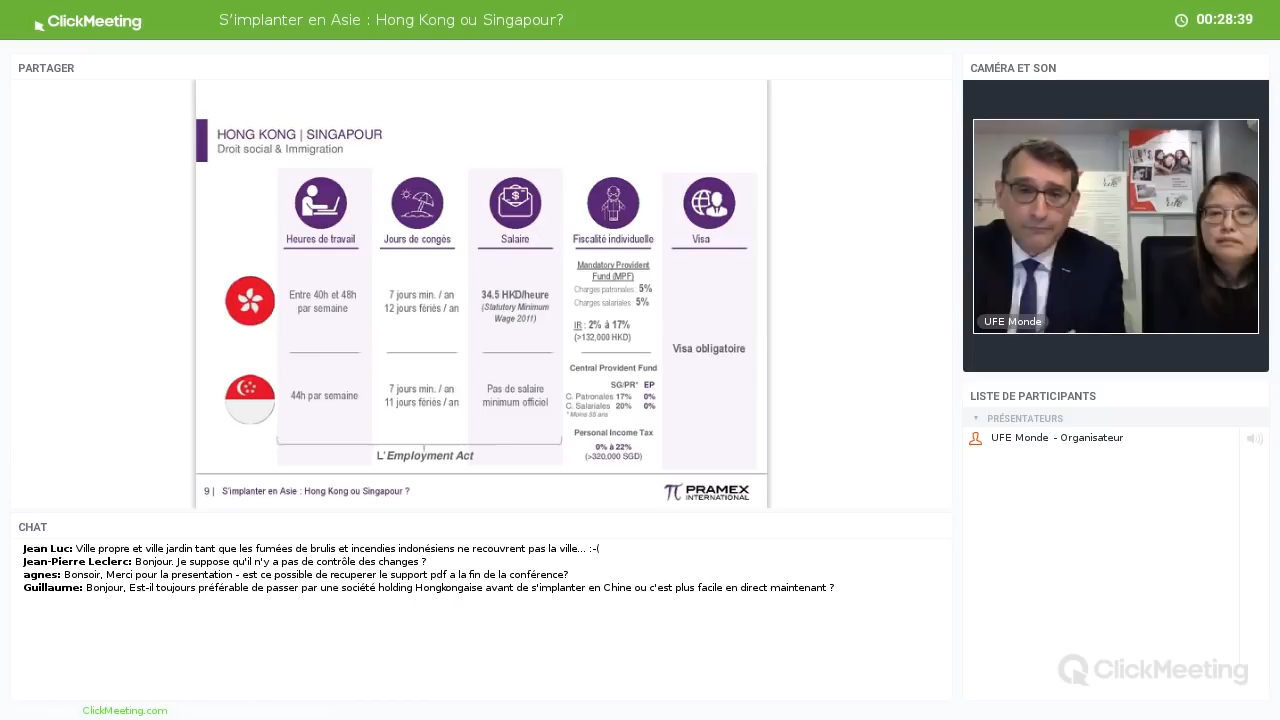 ClickMeeting
S'implanter en Asie : Hong Kong ou Singapour?
00:28:39
PARTAGER
HONG KONG | SINGAPOUR
Droit social & Immigration
Heures de travail
Jours de congés
Salaire
Fiscalité individuelle
Visa
Entre 40h et 48h
par semaine
7 jours min. / an
12 jours fériés / an
34.5 HKD/heure
(Statutory Minimum
Wage 2011)
Mandatory Provident
Fund (MPF)
Charges patronales : 5%
Charges salariales : 5%
IR : 2% à 17%
(>132,000 HKD)
Visa obligatoire
44h par semaine
7 jours min. / an
11 jours fériés / an
Pas de salaire
minimum officiel
Central Provident Fund
SG/PR* EP
C. Patronales 17% 0%
C. Salariales 20% 0%
* Moins 55 ans
Personal Income Tax
0% à 22%
(>320,000 SGD)
L'Employment Act
9 | S'implanter en Asie : Hong Kong ou Singapour ?
PRAMEX
INTERNATIONAL
CAMÉRA ET SON
UFE Monde
LISTE DE PARTICIPANTS
PRÉSENTATEURS
UFE Monde - Organisateur
CHAT
Jean Luc: Ville propre et ville jardin tant que les fumées de brulis et incendies indonésiens ne recouvrent pas la ville... :-(
Jean-Pierre Leclerc: Bonjour. Je suppose qu'il n'y a pas de contrôle des changes ?
agnes: Bonsoir, Merci pour la presentation - est ce possible de recuperer le support pdf a la fin de la conférence?
Guillaume: Bonjour, Est-il toujours préférable de passer par une société holding Hongkongaise avant de s'implanter en Chine ou c'est plus facile en direct maintenant ?
ClickMeeting
ClickMeeting.com